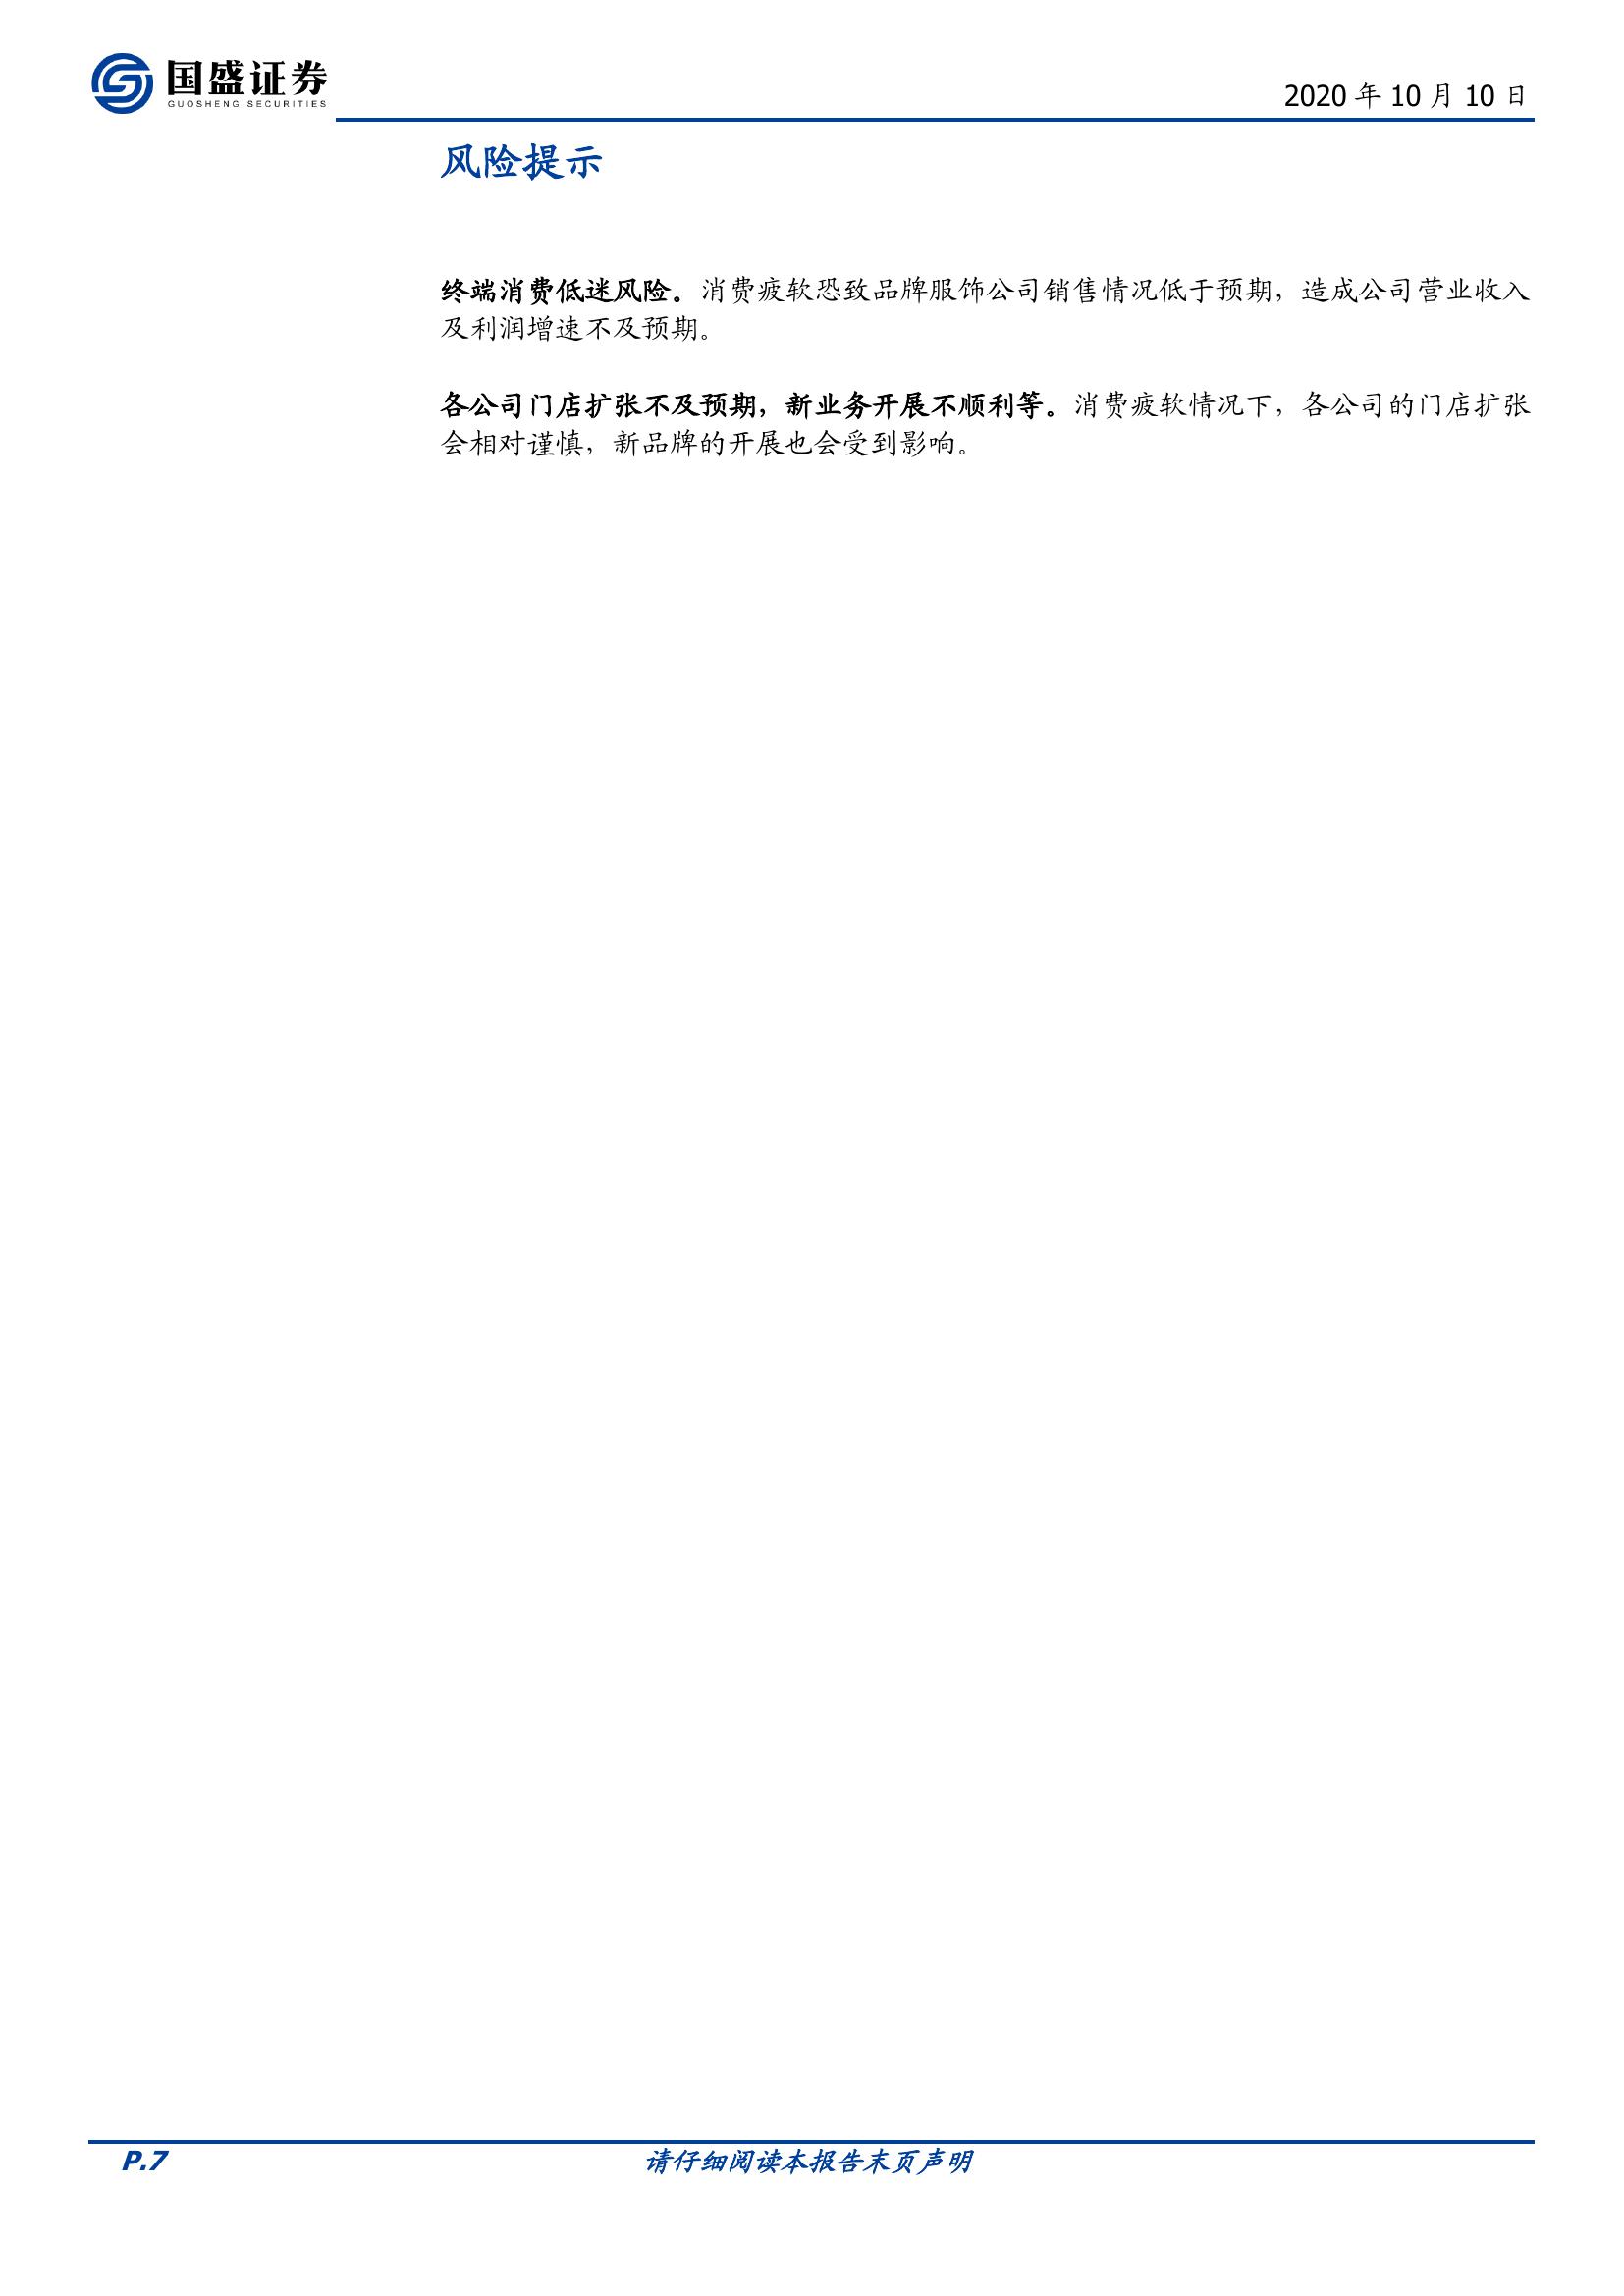 国盛证券
GUOSHENG SECURITIES
2020 年 10 月 10 日
风险提示
终端消费低迷风险。消费疲软恐致品牌服饰公司销售情况低于预期，造成公司营业收入
及利润增速不及预期。
各公司门店扩张不及预期，新业务开展不顺利等。消费疲软情况下，各公司的门店扩张
会相对谨慎，新品牌的开展也会受到影响。
P.7
请仔细阅读本报告末页声明